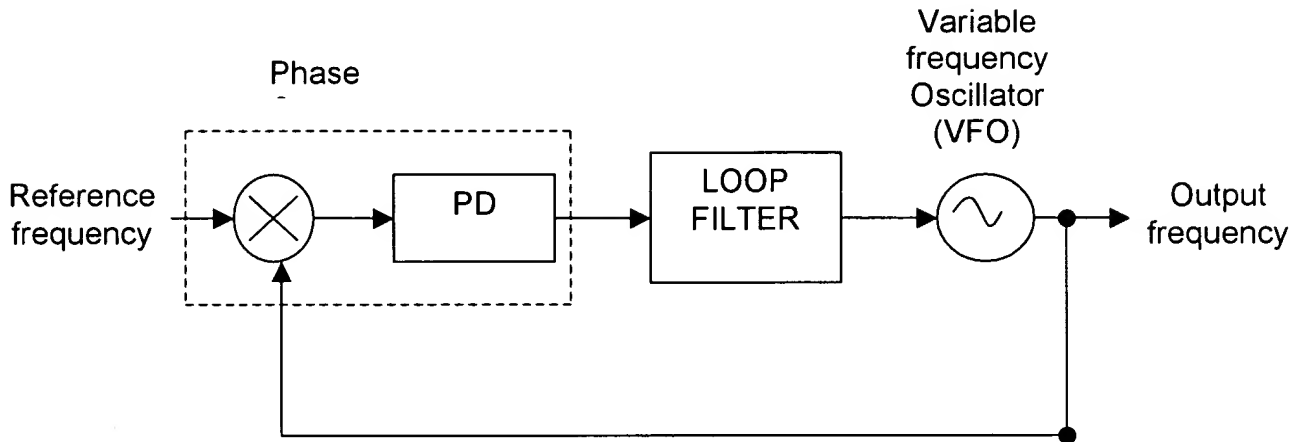 Variable
frequency
Oscillator
(VFO)
Phase
Reference
frequency
PD
LOOP
FILTER
Output
frequency